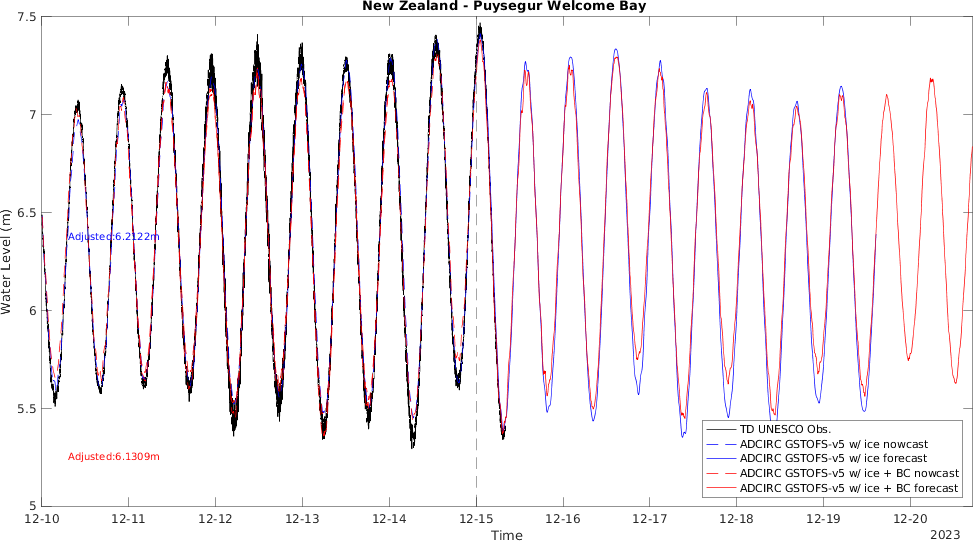 New Zealand - Puysegur Welcome Bay
7.5
7
6.5
6
5.5
5
Water Level (m)
Adjusted:6.2122m
Adjusted:6.1309m
TD UNESCO Obs.
ADCIRC GSTOFS-v5 w/ ice nowcast
ADCIRC GSTOFS-v5 w/ ice forecast
ADCIRC GSTOFS-v5 w/ ice + BC nowcast
ADCIRC GSTOFS-v5 w/ ice + BC forecast
12-10 12-11 12-12 12-13 12-14 12-15 12-16 12-17 12-18 12-19 12-20
Time
2023